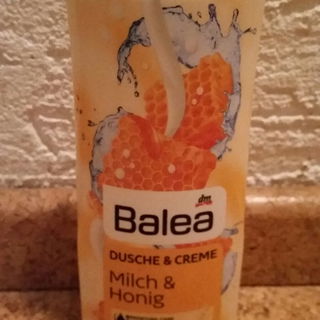 dm
Balea
DUSCHE & CREME
Milch &
Honig